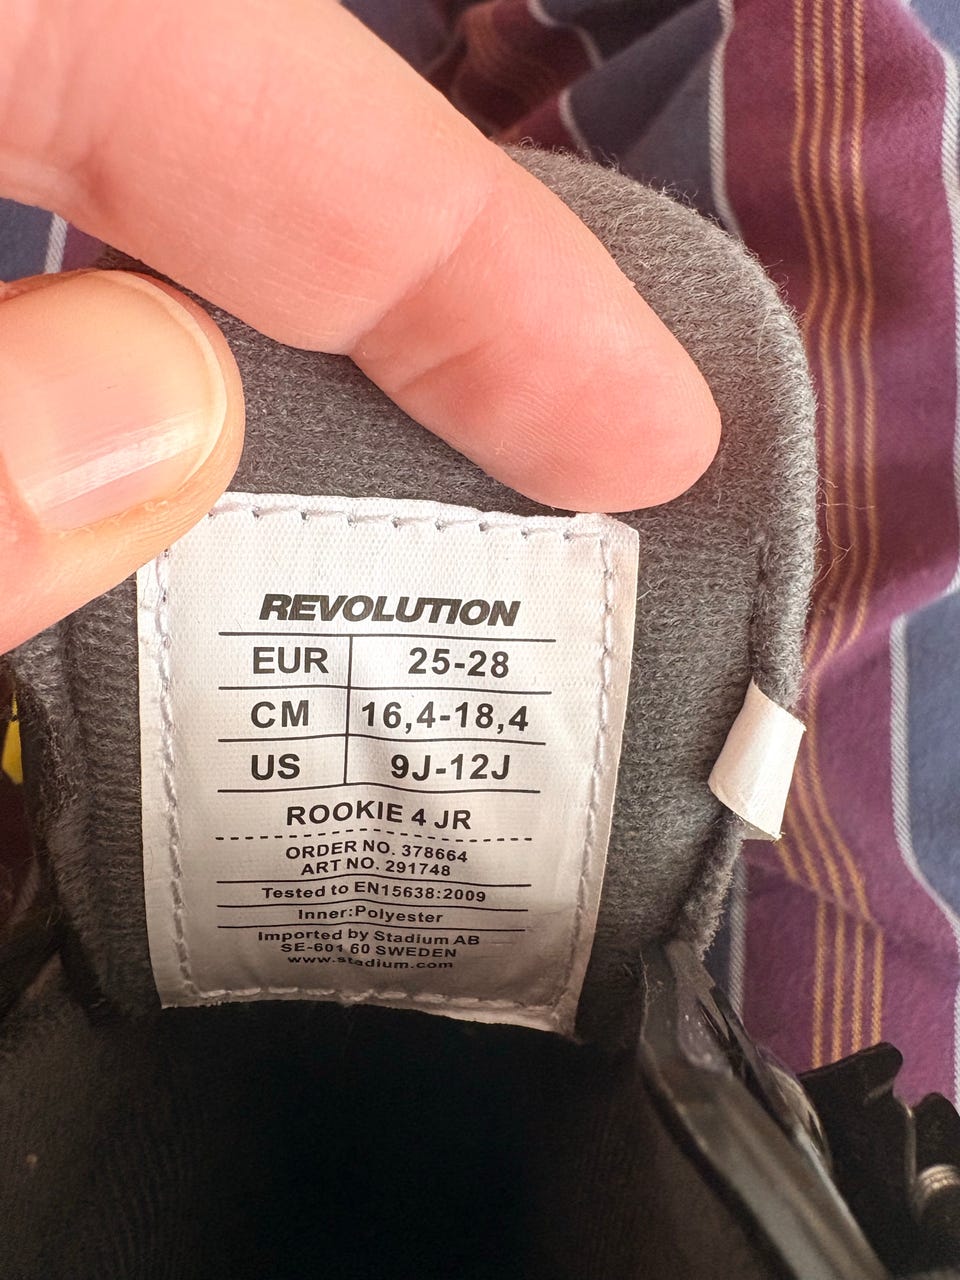 REVOLUTION
EUR 25-28
CM 16,4-18,4
US 9J-12J
ROOKIE 4 JR
ORDER NO. 378664
ART NO. 291748
Tested to EN15638:2009
Inner:Polyester
Imported by Stadium AB
SE-601 60 SWEDEN
www.stadium.com